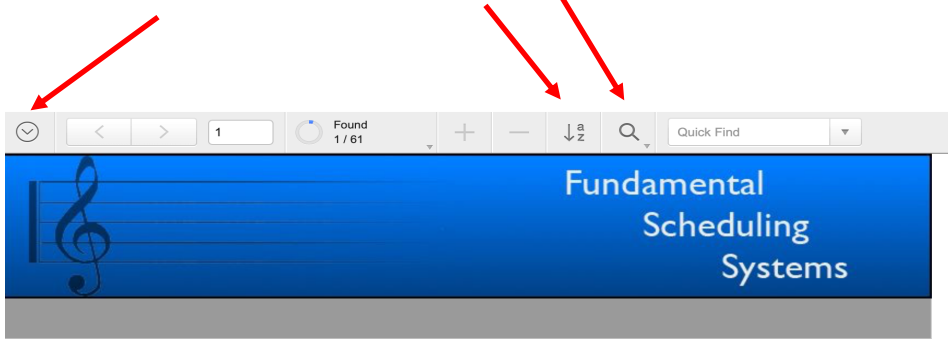 1
Found
1 / 61
a
z
Quick Find
Fundamental
Scheduling
Systems